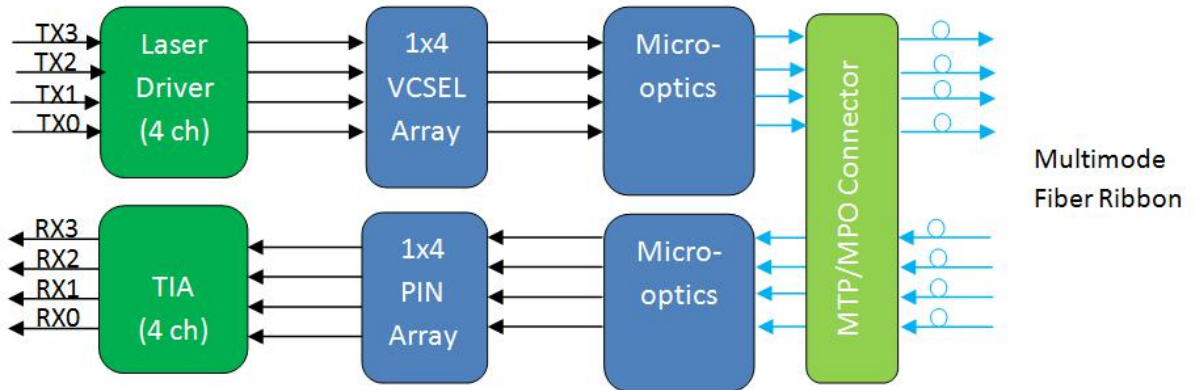 TX3
TX2
TX1
TX0
Laser
Driver
(4 ch)
1x4
VCSEL
Array
Micro-
optics
MTP/MPO Connector
Multimode
Fiber Ribbon
RX3
RX2
RX1
RX0
TIA
(4 ch)
1x4
PIN
Array
Micro-
optics